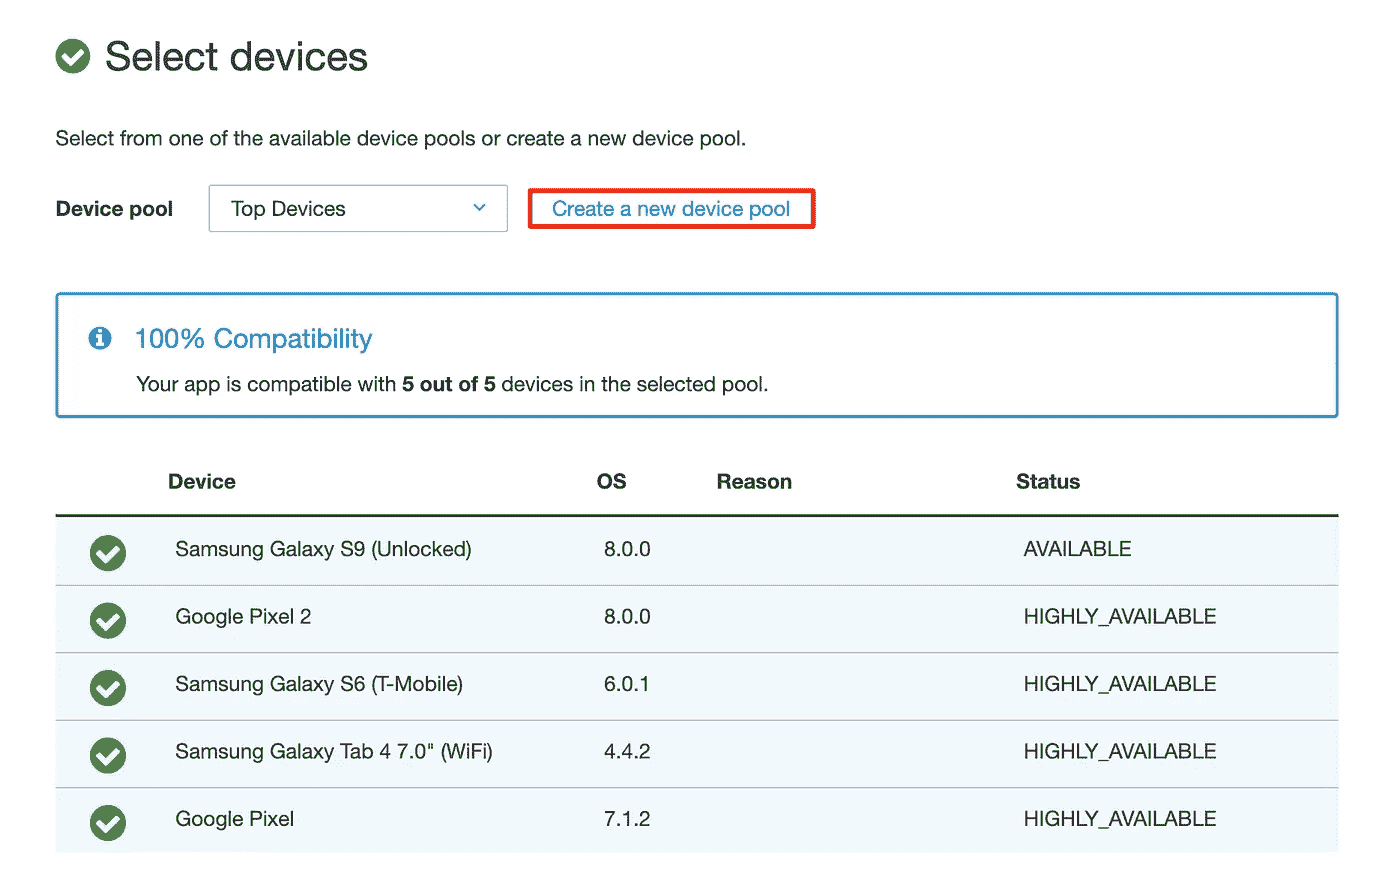 Select devices
Select from one of the available device pools or create a new device pool.
Device pool Top Devices Create a new device pool
100% Compatibility
Your app is compatible with 5 out of 5 devices in the selected pool.
Device OS Reason Status
Samsung Galaxy S9 (Unlocked) 8.0.0 AVAILABLE
Google Pixel 2 8.0.0 HIGHLY_AVAILABLE
Samsung Galaxy S6 (T-Mobile) 6.0.1 HIGHLY_AVAILABLE
Samsung Galaxy Tab 4 7.0" (WiFi) 4.4.2 HIGHLY_AVAILABLE
Google Pixel 7.1.2 HIGHLY_AVAILABLE